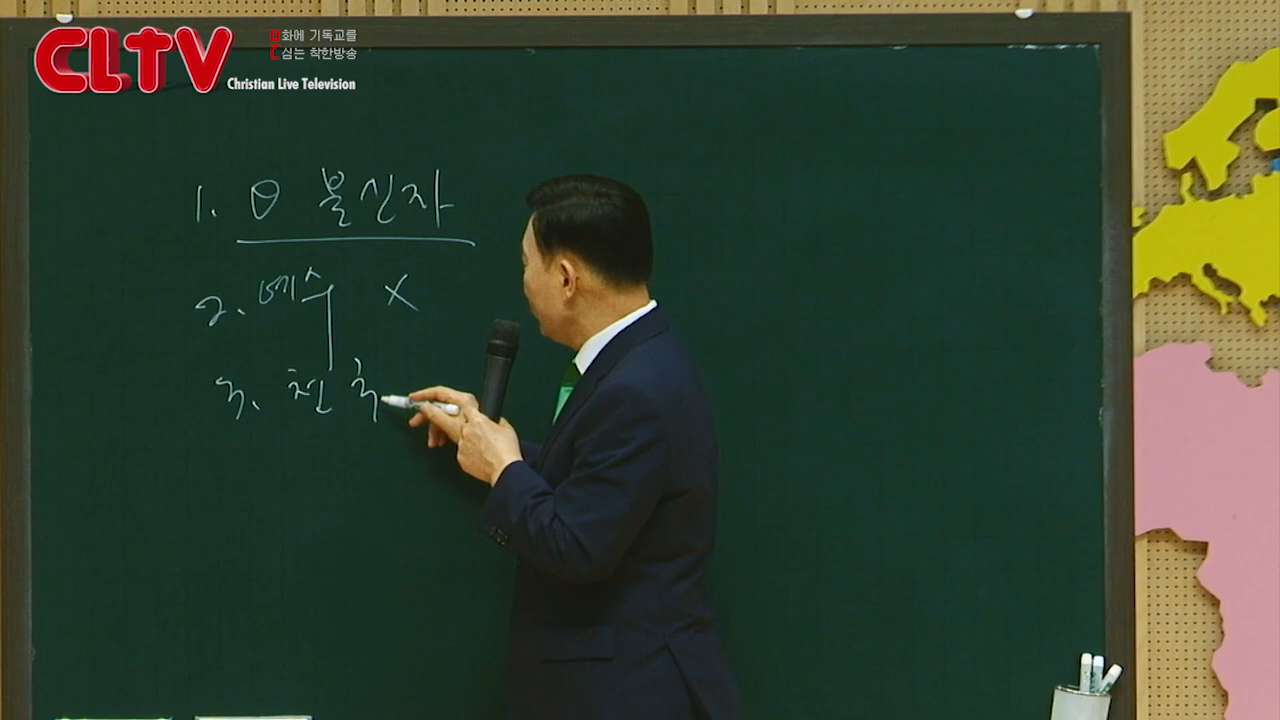 CLTV
문화에 기독교를
심는 착한방송
Christian Live Television
1. 불신자
2. 예수 X
3. 천